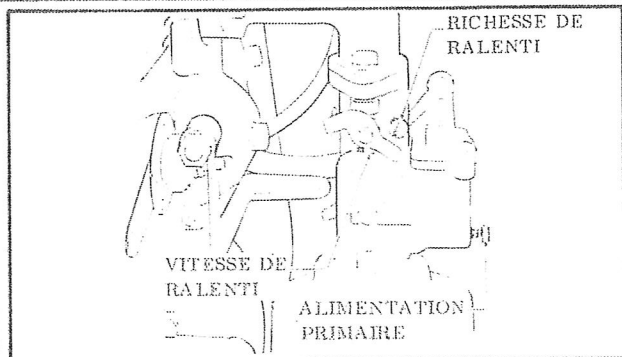 RICHESSE DE
RALENTI
VITESSE DE
RALENTI
ALIMENTATION
PRIMAIRE